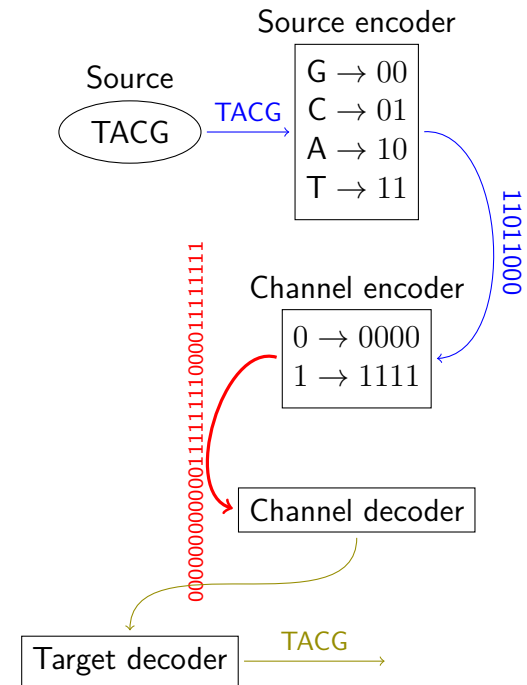 Source encoder
G → 00
C → 01
A → 10
T → 11
Source
TACG
TACG
11011000
Channel encoder
0 → 0000
1 → 1111
00000000000011111111000011111111
Channel decoder
Target decoder
TACG